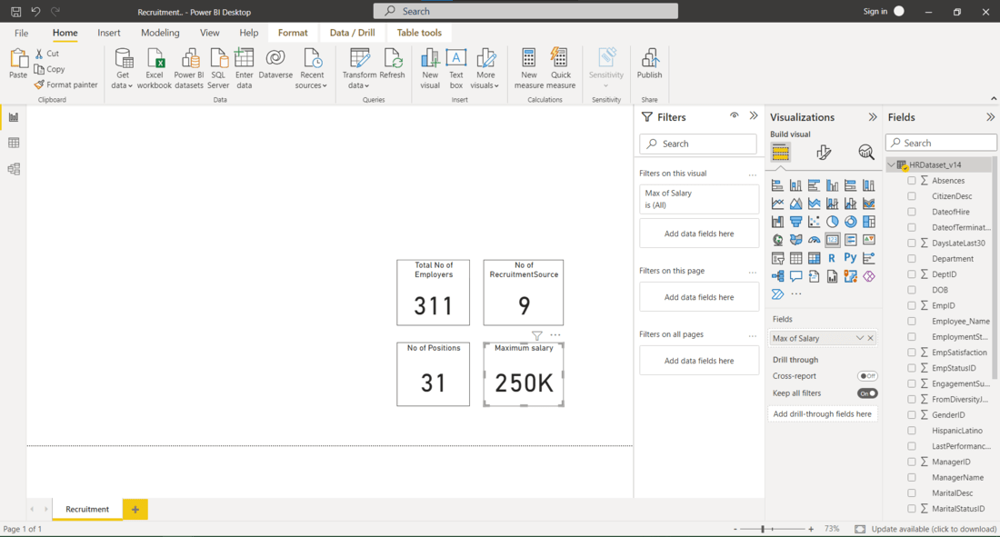 Recruitment.. - Power BI Desktop
Search
Sign in
File
Home
Insert
Modeling
View
Help
Format
Data / Drill
Table tools
Paste
Cut
Copy
Format painter
Clipboard
Get data
Excel workbook
Power BI datasets
SQL Server
Enter data
Dataverse
Recent sources
Data
Transform data
Refresh
Queries
New visual
Text box
More visuals
Insert
New measure
Quick measure
Calculations
Sensitivity
Sensitivity
Publish
Share
Total No of
Employers
311
No of
RecruitmentSource
9
No of Positions
31
Maximum salary
250K
Filters
Search
Filters on this visual
...
Max of Salary
is (All)
Add data fields here
Filters on this page
...
Add data fields here
Filters on all pages
...
Add data fields here
Visualizations
Build visual
123
R
Py
...
Fields
Max of Salary
Drill through
Cross-report
Off
Keep all filters
On
Add drill-through fields here
Fields
Search
HRDataset_v14
Absences
CitizenDesc
DateofHire
DateofTerminat...
DaysLateLast30
Department
DeptID
DOB
EmpID
Employee_Name
EmploymentSt...
EmpSatisfaction
EmpStatusID
EngagementSu...
FromDiversityJ...
GenderID
HispanicLatino
LastPerformanc...
ManagerID
ManagerName
MaritalDesc
MaritalStatusID
Recruitment
+
Page 1 of 1
- + 73%
Update available (click to download)